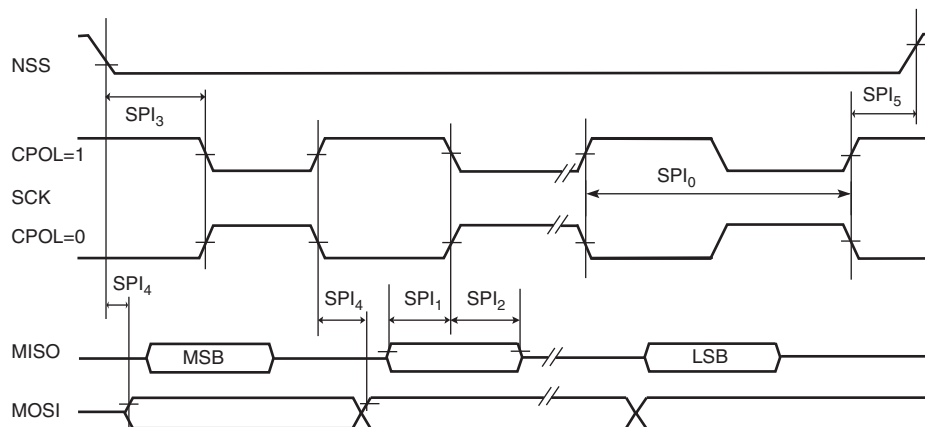 NSS
SPI3
SPI5
CPOL=1
SCK
SPI0
CPOL=0
SPI4
SPI4
SPI1
SPI2
MISO
MSB
LSB
MOSI